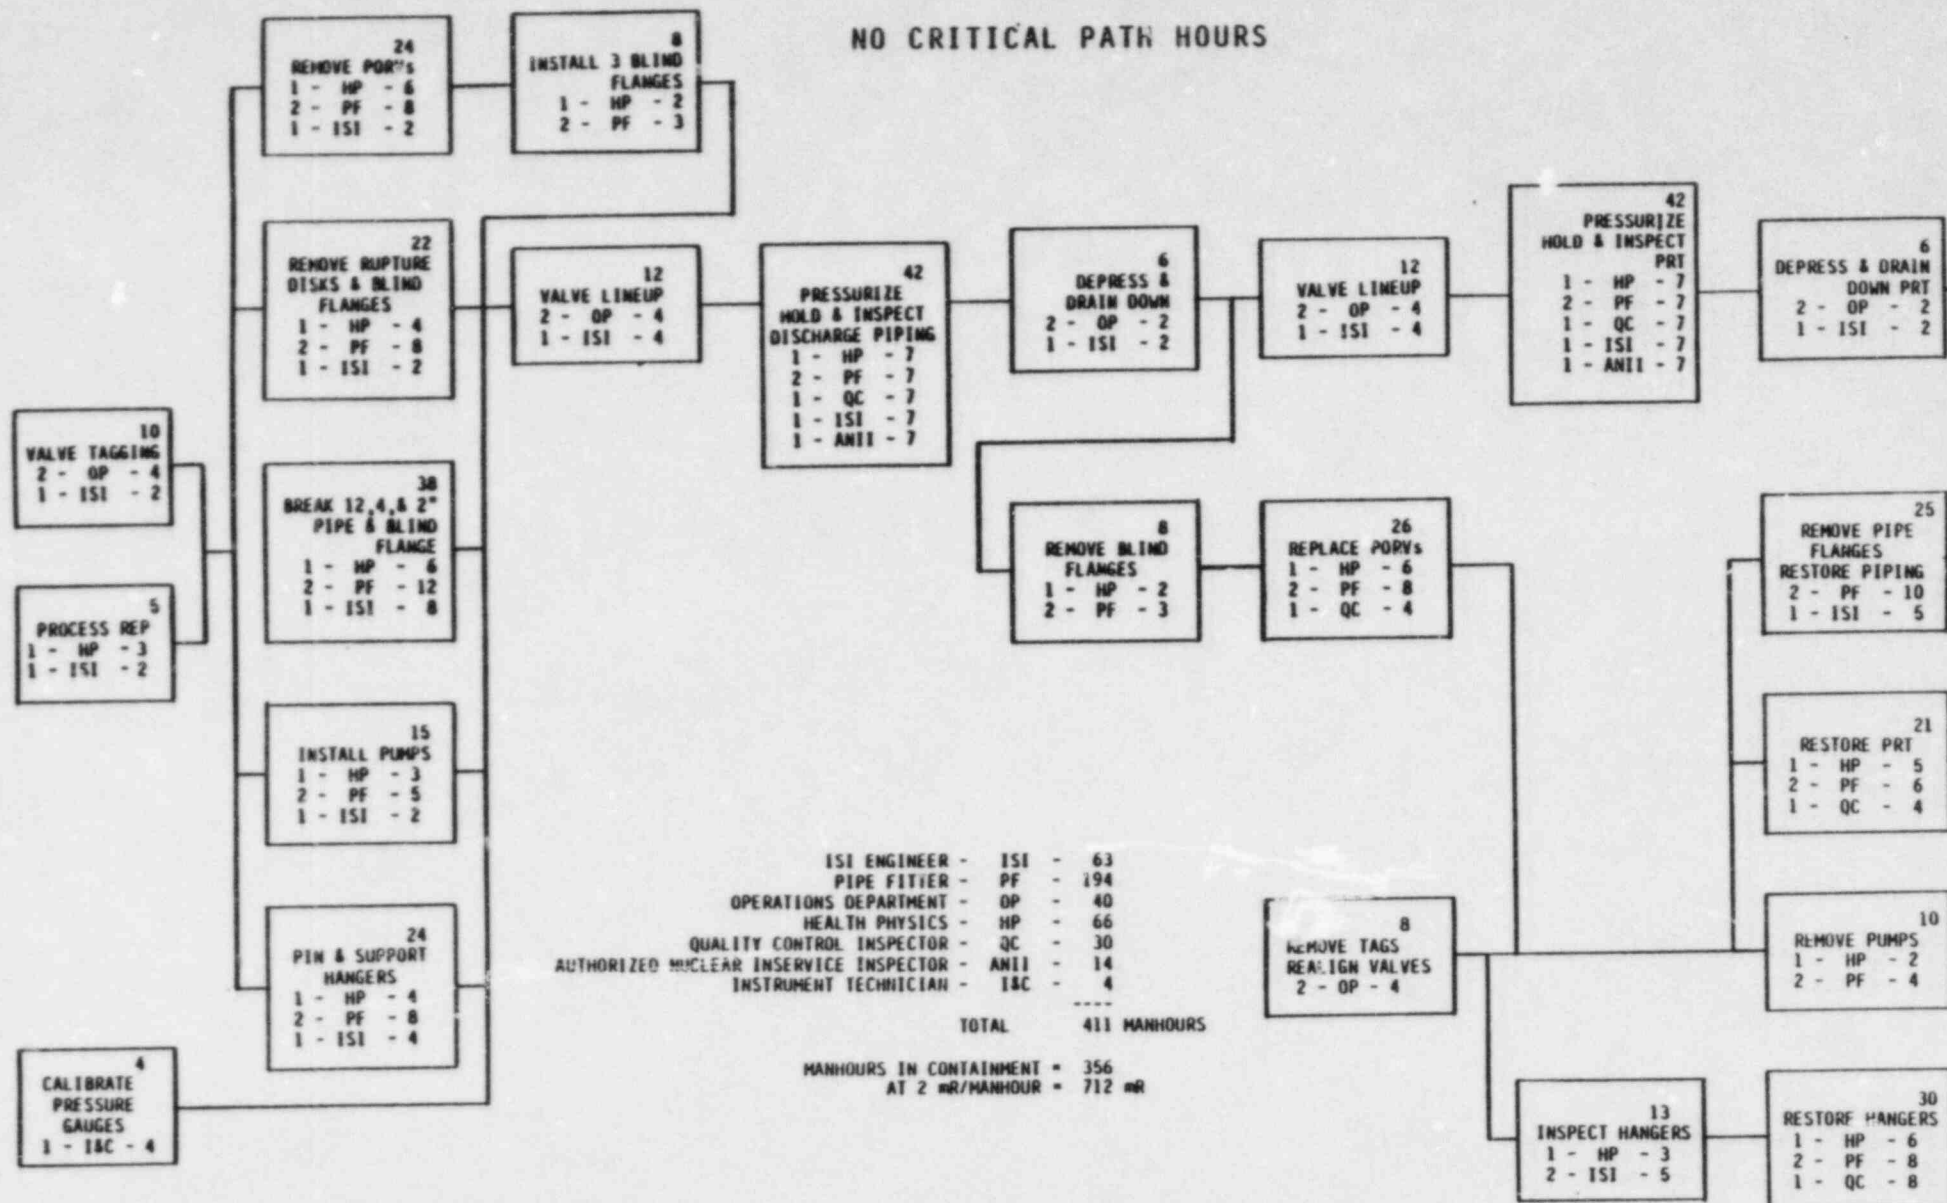 NO CRITICAL PATH HOURS
24
REMOVE PORVs
1 - HP - 6
2 - PF - 8
1 - ISI - 2
8
INSTALL 3 BLIND
FLANGES
1 - HP - 2
2 - PF - 3
22
REMOVE RUPTURE
DISKS & BLIND
FLANGES
1 - HP - 4
2 - PF - 8
1 - ISI - 2
12
VALVE LINEUP
2 - OP - 4
1 - ISI - 4
42
PRESSURIZE
HOLD & INSPECT
DISCHARGE PIPING
1 - HP - 7
2 - PF - 7
1 - QC - 7
1 - ISI - 7
1 - ANII - 7
6
DEPRESS &
DRAIN DOWN
2 - OP - 2
1 - ISI - 2
12
VALVE LINEUP
2 - OP - 4
1 - ISI - 4
42
PRESSURIZE
HOLD & INSPECT
PRT
1 - HP - 7
2 - PF - 7
1 - QC - 7
1 - ISI - 7
1 - ANII - 7
6
DEPRESS & DRAIN
DOWN PRT
2 - OP - 2
1 - ISI - 2
10
VALVE TAGGING
2 - OP - 4
1 - ISI - 2
38
BREAK 12,4,& 2"
PIPE & BLIND
FLANGE
1 - HP - 6
2 - PF - 12
1 - ISI - 8
8
REMOVE BLIND
FLANGES
1 - HP - 2
2 - PF - 3
26
REPLACE PORVs
1 - HP - 6
2 - PF - 8
1 - QC - 4
25
REMOVE PIPE
FLANGES
RESTORE PIPING
2 - PF - 10
1 - ISI - 5
5
PROCESS REP
1 - HP - 3
1 - ISI - 2
15
INSTALL PUMPS
1 - HP - 3
2 - PF - 5
1 - ISI - 2
21
RESTORE PRT
1 - HP - 5
2 - PF - 6
1 - QC - 4
24
PIN & SUPPORT
HANGERS
1 - HP - 4
2 - PF - 8
1 - ISI - 4
ISI ENGINEER - ISI - 63
PIPE FITTER - PF - 194
OPERATIONS DEPARTMENT - OP - 40
HEALTH PHYSICS - HP - 66
QUALITY CONTROL INSPECTOR - QC - 30
AUTHORIZED NUCLEAR INSERVICE INSPECTOR - ANII - 14
INSTRUMENT TECHNICIAN - I&C - 4
----
TOTAL 411 MANHOURS
MANHOURS IN CONTAINMENT = 356
AT 2 mR/MANHOUR = 712 mR
8
REMOVE TAGS
REALIGN VALVES
2 - OP - 4
10
REMOVE PUMPS
1 - HP - 2
2 - PF - 4
4
CALIBRATE
PRESSURE
GAUGES
1 - I&C - 4
13
INSPECT HANGERS
1 - HP - 3
2 - ISI - 5
30
RESTORE HANGERS
1 - HP - 6
2 - PF - 8
1 - QC - 8